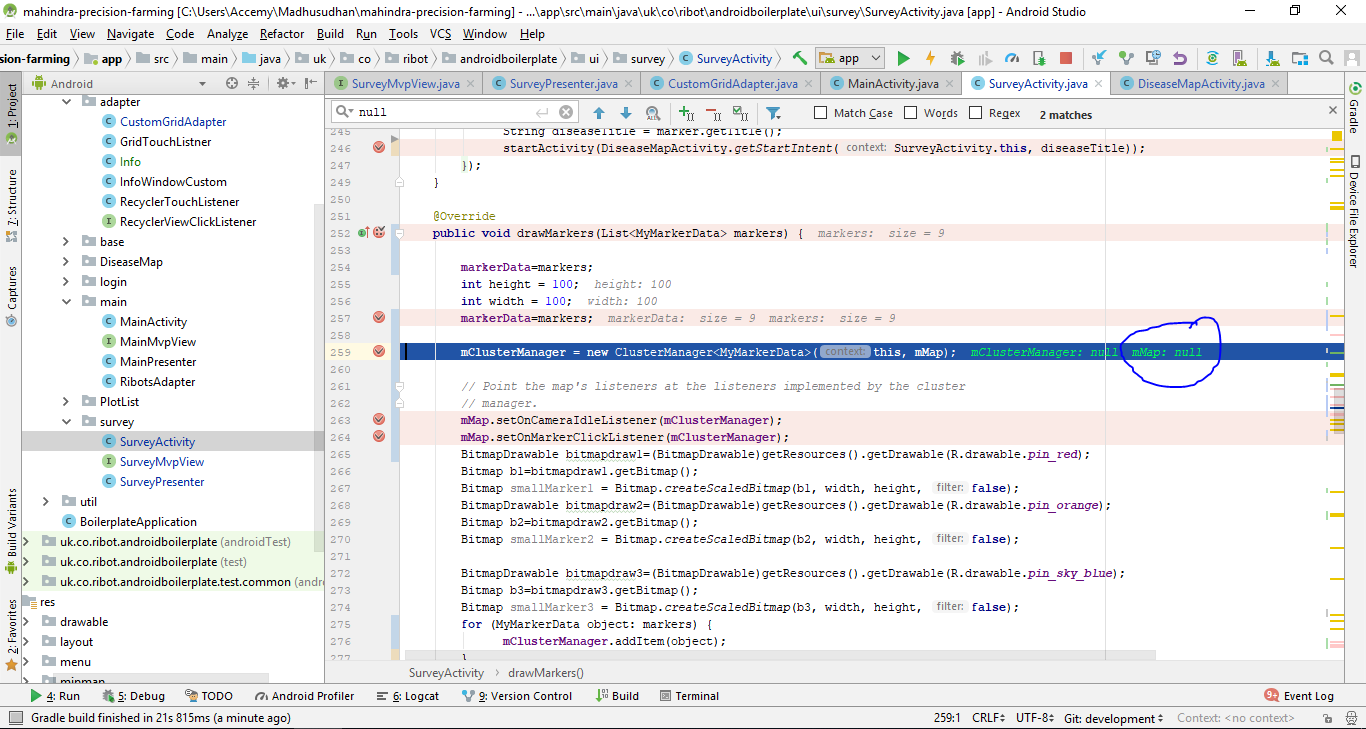 mahindra-precision-farming [C:\Users\Accemy\Madhusudhan\mahindra-precision-farming] - ...\app\src\main\java\uk\co\ribot\androidboilerplate\ui\survey\SurveyActivity.java [app] - Android Studio
File Edit View Navigate Code Analyze Refactor Build Run Tools VCS Window Help
sion-farming app src main java uk co ribot androidboilerplate ui survey SurveyActivity app
Android SurveyMvpView.java SurveyPresenter.java CustomGridAdapter.java MainActivity.java SurveyActivity.java DiseaseMapActivity.java
null Match Case Words Regex 2 matches
1: Project
7: Structure
Captures
Build Variants
2: Favorites
adapter
CustomGridAdapter
GridTouchListner
Info
InfoWindowCustom
RecyclerTouchListener
RecyclerViewClickListener
base
DiseaseMap
login
main
MainActivity
MainMvpView
MainPresenter
RibotsAdapter
PlotList
survey
SurveyActivity
SurveyMvpView
SurveyPresenter
util
BoilerplateApplication
uk.co.ribot.androidboilerplate (androidTest)
uk.co.ribot.androidboilerplate (test)
uk.co.ribot.androidboilerplate.test.common (andro
res
drawable
layout
menu
minmap
245 String diseaseTitle = marker.getTitle();
246 startActivity(DiseaseMapActivity.getStartIntent( context: SurveyActivity.this, diseaseTitle));
247 });
249 }
250
251 @Override
252 public void drawMarkers(List<MyMarkerData> markers) { markers: size = 9
253
254 markerData=markers;
255 int height = 100; height: 100
256 int width = 100; width: 100
257 markerData=markers; markerData: size = 9 markers: size = 9
258
259 mClusterManager = new ClusterManager<MyMarkerData>( context: this, mMap); mClusterManager: null mMap: null
260
261 // Point the map's listeners at the listeners implemented by the cluster
262 // manager.
263 mMap.setOnCameraIdleListener(mClusterManager);
264 mMap.setOnMarkerClickListener(mClusterManager);
265 BitmapDrawable bitmapdraw1=(BitmapDrawable)getResources().getDrawable(R.drawable.pin_red);
266 Bitmap b1=bitmapdraw1.getBitmap();
267 Bitmap smallMarker1 = Bitmap.createScaledBitmap(b1, width, height, filter: false);
268 BitmapDrawable bitmapdraw2=(BitmapDrawable)getResources().getDrawable(R.drawable.pin_orange);
269 Bitmap b2=bitmapdraw2.getBitmap();
270 Bitmap smallMarker2 = Bitmap.createScaledBitmap(b2, width, height, filter: false);
271
272 BitmapDrawable bitmapdraw3=(BitmapDrawable)getResources().getDrawable(R.drawable.pin_sky_blue);
273 Bitmap b3=bitmapdraw3.getBitmap();
274 Bitmap smallMarker3 = Bitmap.createScaledBitmap(b3, width, height, filter: false);
275 for (MyMarkerData object: markers) {
276 mClusterManager.addItem(object);
277 }
SurveyActivity drawMarkers()
Gradle
Device File Explorer
4: Run 5: Debug TODO Android Profiler 6: Logcat 9: Version Control Build Terminal 9+ Event Log
Gradle build finished in 21s 815ms (a minute ago) 259:1 CRLF UTF-8 Git: development Context: <no context>